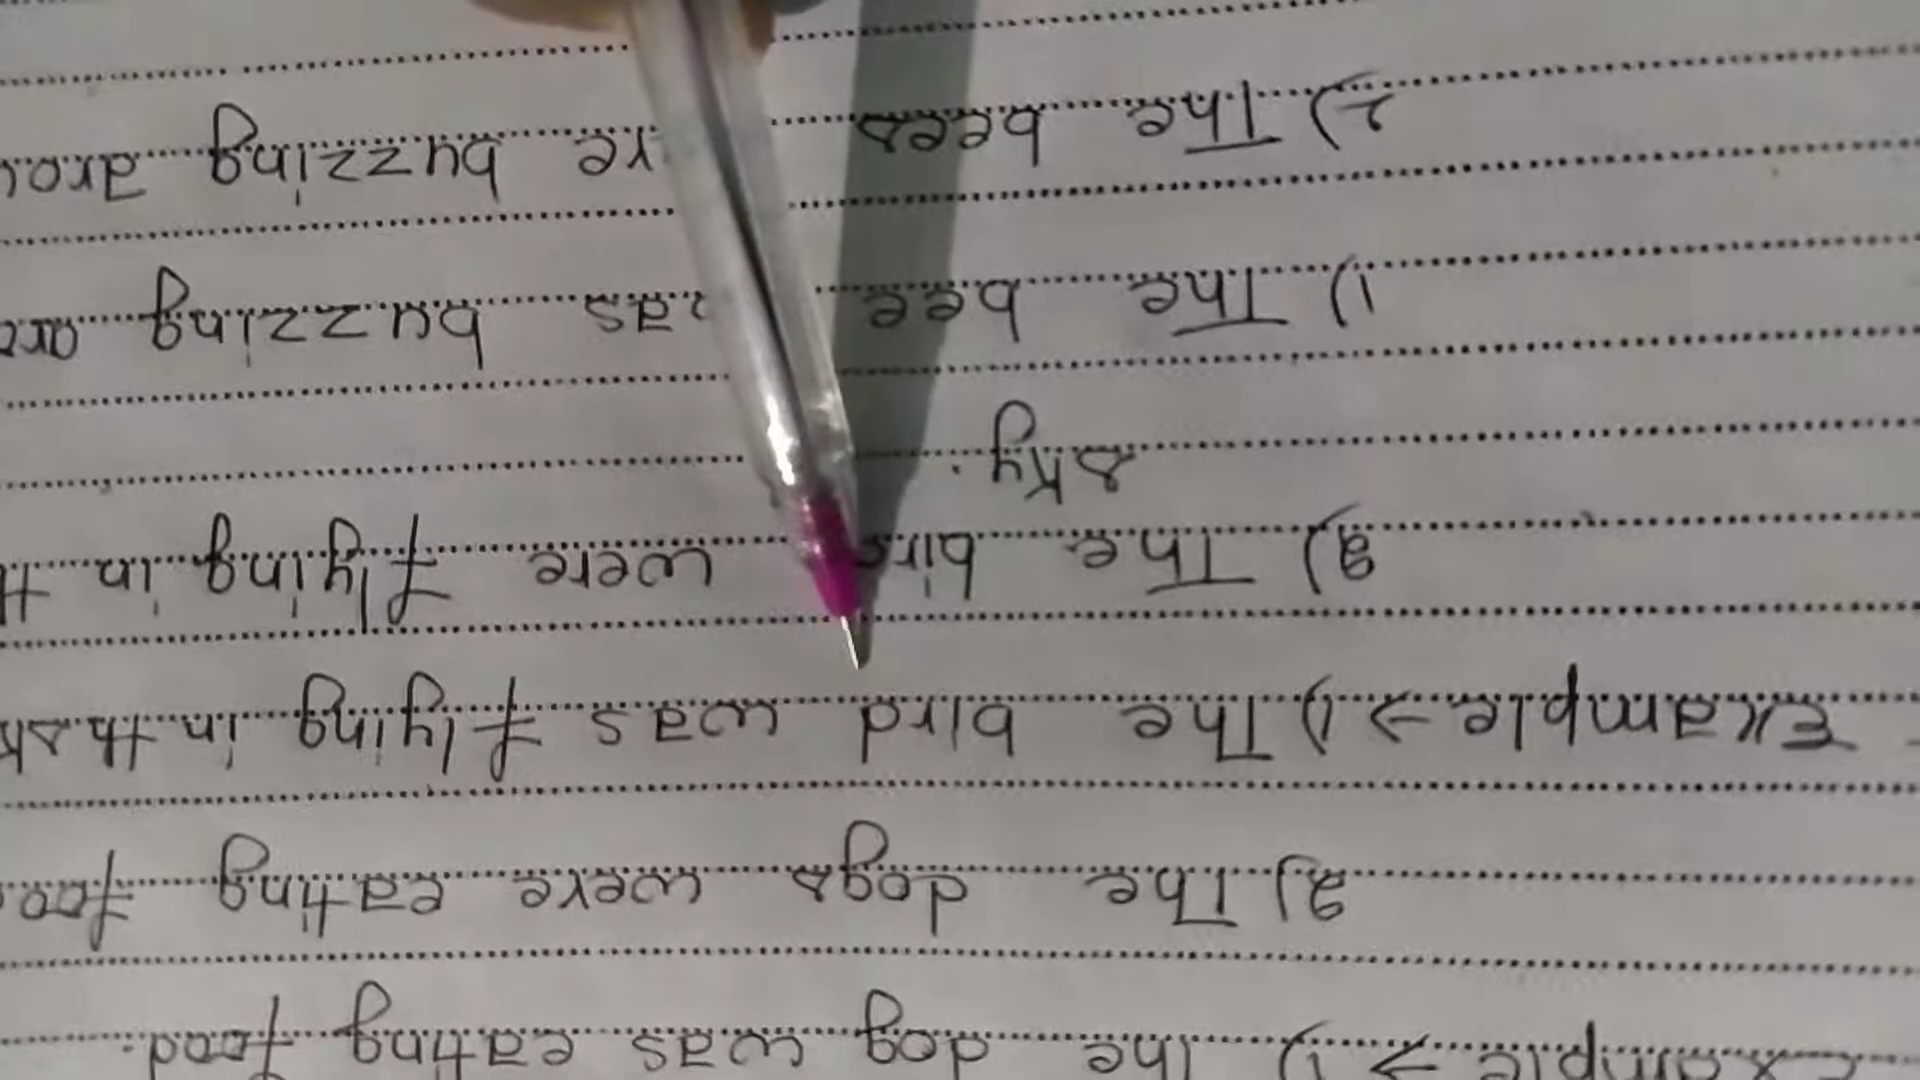 Example → 1) The dog was eating food.
2) The dogs were eating
Example → 1) The bird was flying in th
2) The were flying in
sky.
1) The bee buzzing
2) The bees buzzing